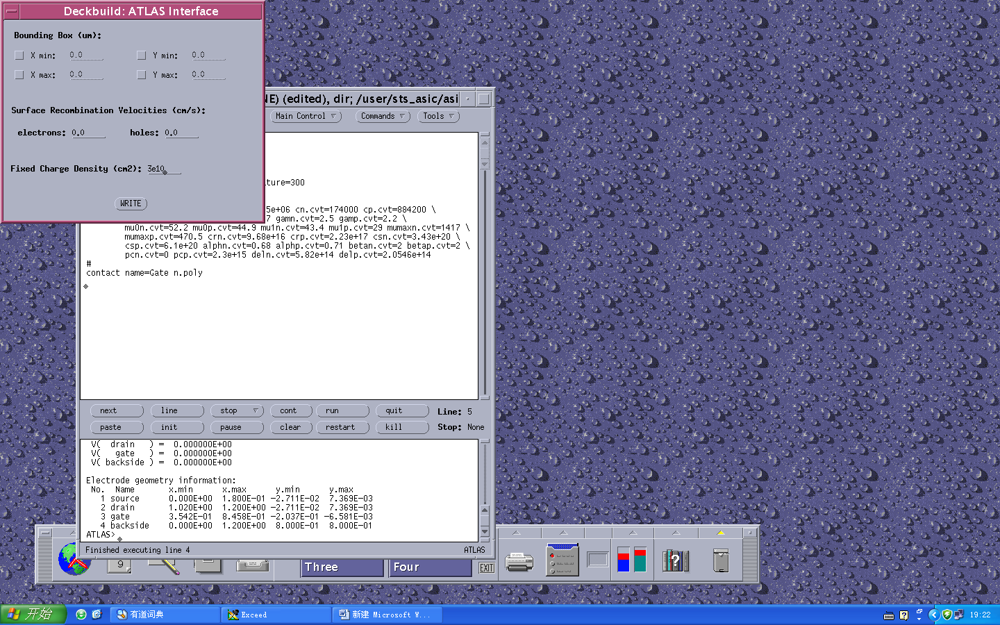 Deckbuild: ATLAS Interface
Bounding Box (um):
X min: 0.0 Y min: 0.0
X max: 0.0 Y max: 0.0
Surface Recombination Velocities (cm/s):
electrons: 0.0 holes: 0.0
Fixed Charge Density (cm2): 3e10
WRITE
NE) (edited), dir; /user/sts_asic/asi
Main Control Commands Tools
ture=300
5e+06 cn.cvt=174000 cp.cvt=884200 \
7 gamn.cvt=2.5 gamp.cvt=2.2 \
mu0n.cvt=52.2 mu0p.cvt=44.9 mu1n.cvt=43.4 mu1p.cvt=29 mumaxn.cvt=1417 \
mumaxp.cvt=470.5 crn.cvt=9.68e+16 crp.cvt=2.23e+17 csn.cvt=3.43e+20 \
csp.cvt=6.1e+20 alphn.cvt=0.68 alphp.cvt=0.71 betan.cvt=2 betap.cvt=2 \
pcn.cvt=0 pcp.cvt=2.3e+15 deln.cvt=5.82e+14 delp.cvt=2.0546e+14
#
contact name=Gate n.poly
next line stop cont run quit Line: 5
paste init pause clear restart kill Stop: None
V( drain ) = 0.000000E+00
V( gate ) = 0.000000E+00
V( backside ) = 0.000000E+00
Electrode geometry information:
No. Name x.min x.max y.min y.max
1 source 0.000E+00 1.800E-01 -2.711E-02 7.369E-03
2 drain 1.020E+00 1.200E+00 -2.711E-02 7.369E-03
3 gate 3.542E-01 8.458E-01 -2.037E-01 -6.581E-03
4 backside 0.000E+00 1.200E+00 8.000E-01 8.000E-01
ATLAS>
Finished executing line 4 ATLAS
9 Three Four EXIT
开始 有道词典 Exceed 新建 Microsoft W... 19:22